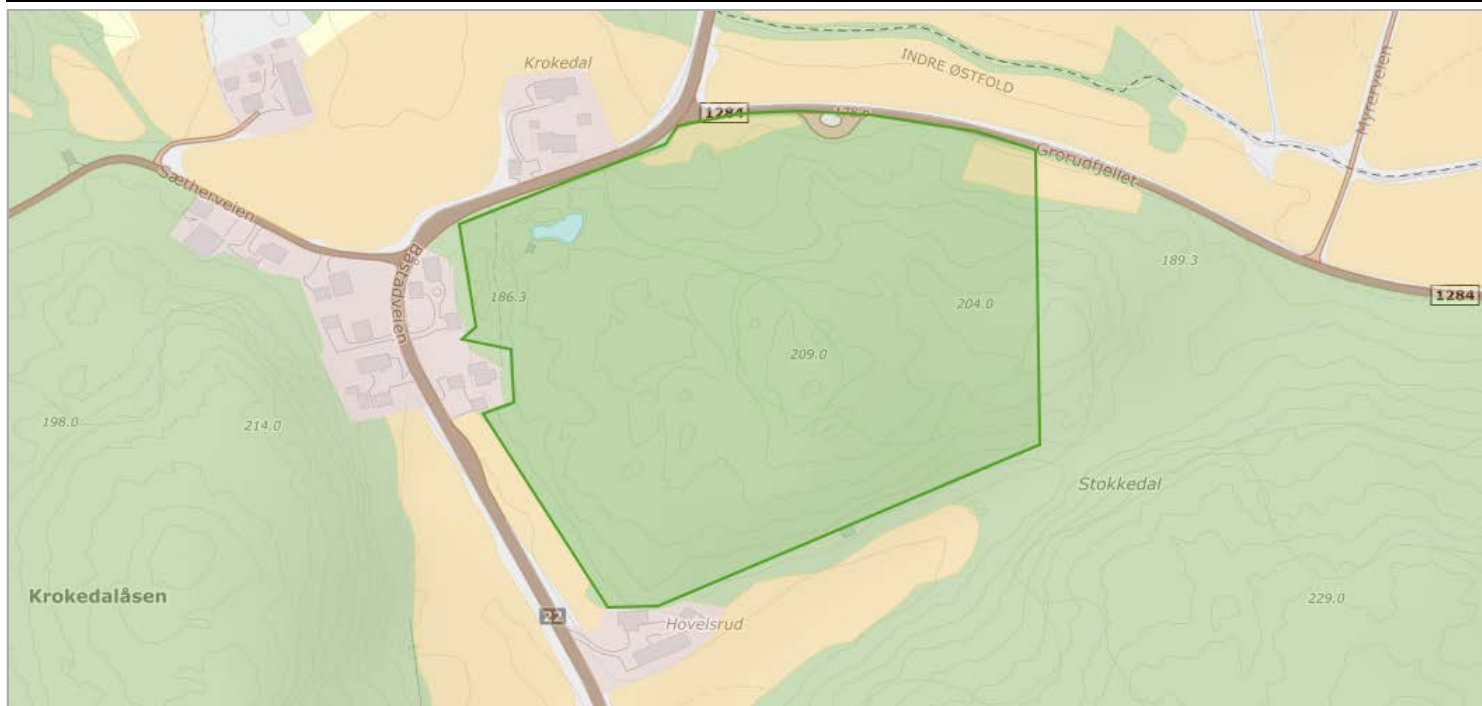 Krokedal
INDRE ØSTFOLD
1284
Myrerveien
Grorudfjellet
Sætherveien
Båstadveien
189.3
186.3
204.0
1284
209.0
198.0
214.0
Stokkedal
Krokedalåsen
229.0
22
Hovelsrud